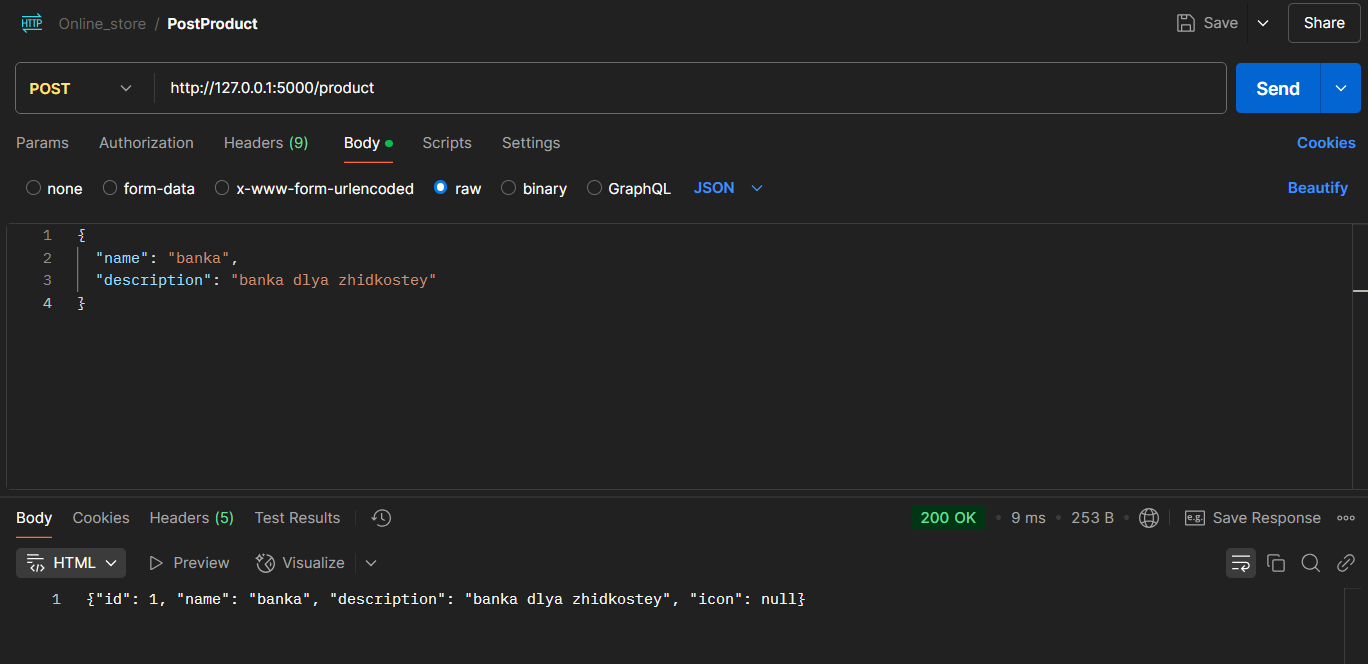 HTTP Online_store / PostProduct Save Share
POST http://127.0.0.1:5000/product Send
Params Authorization Headers (9) Body Scripts Settings Cookies
none form-data x-www-form-urlencoded raw binary GraphQL JSON Beautify
1 {
2 "name": "banka",
3 "description": "banka dlya zhidkostey"
4 }
Body Cookies Headers (5) Test Results 200 OK • 9 ms • 253 B • e.g. Save Response
HTML Preview Visualize
1 {"id": 1, "name": "banka", "description": "banka dlya zhidkostey", "icon": null}